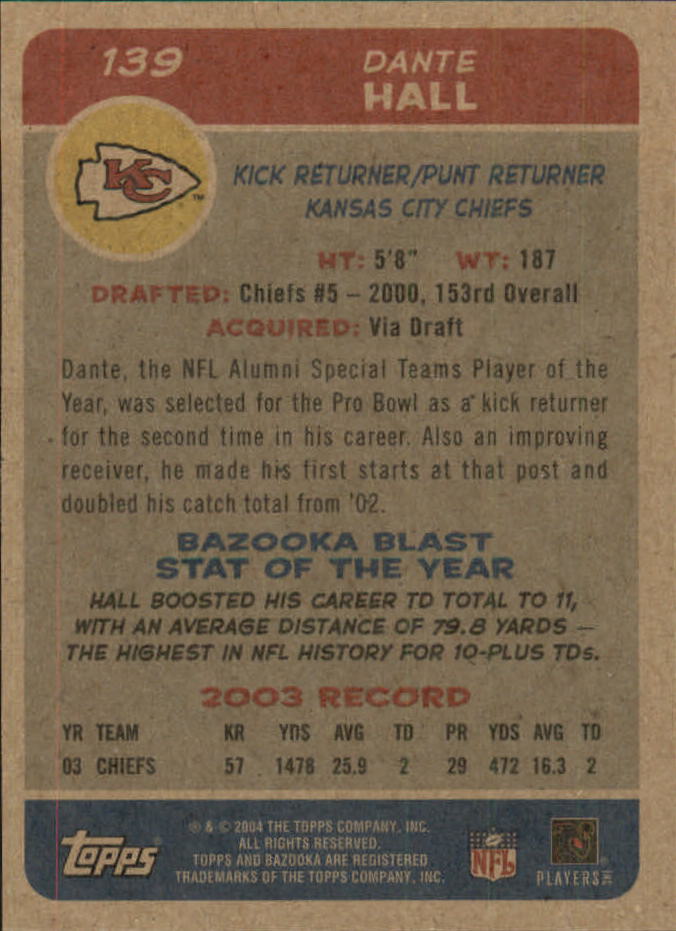 139
DANTE
HALL
KC
™
KICK RETURNER/PUNT RETURNER
KANSAS CITY CHIEFS
HT: 5'8" WT: 187
DRAFTED: Chiefs #5 – 2000, 153rd Overall
ACQUIRED: Via Draft
Dante, the NFL Alumni Special Teams Player of the
Year, was selected for the Pro Bowl as a kick returner
for the second time in his career. Also an improving
receiver, he made his first starts at that post and
doubled his catch total from '02.
BAZOOKA BLAST
STAT OF THE YEAR
HALL BOOSTED HIS CAREER TD TOTAL TO 11,
WITH AN AVERAGE DISTANCE OF 79.8 YARDS –
THE HIGHEST IN NFL HISTORY FOR 10-PLUS TDs.
2003 RECORD
YR TEAM KR YDS AVG TD PR YDS AVG TD
03 CHIEFS 57 1478 25.9 2 29 472 16.3 2
topps®
® & © 2004 THE TOPPS COMPANY, INC.
ALL RIGHTS RESERVED.
TOPPS AND BAZOOKA ARE REGISTERED
TRADEMARKS OF THE TOPPS COMPANY, INC.
NFL
PLAYERS INC